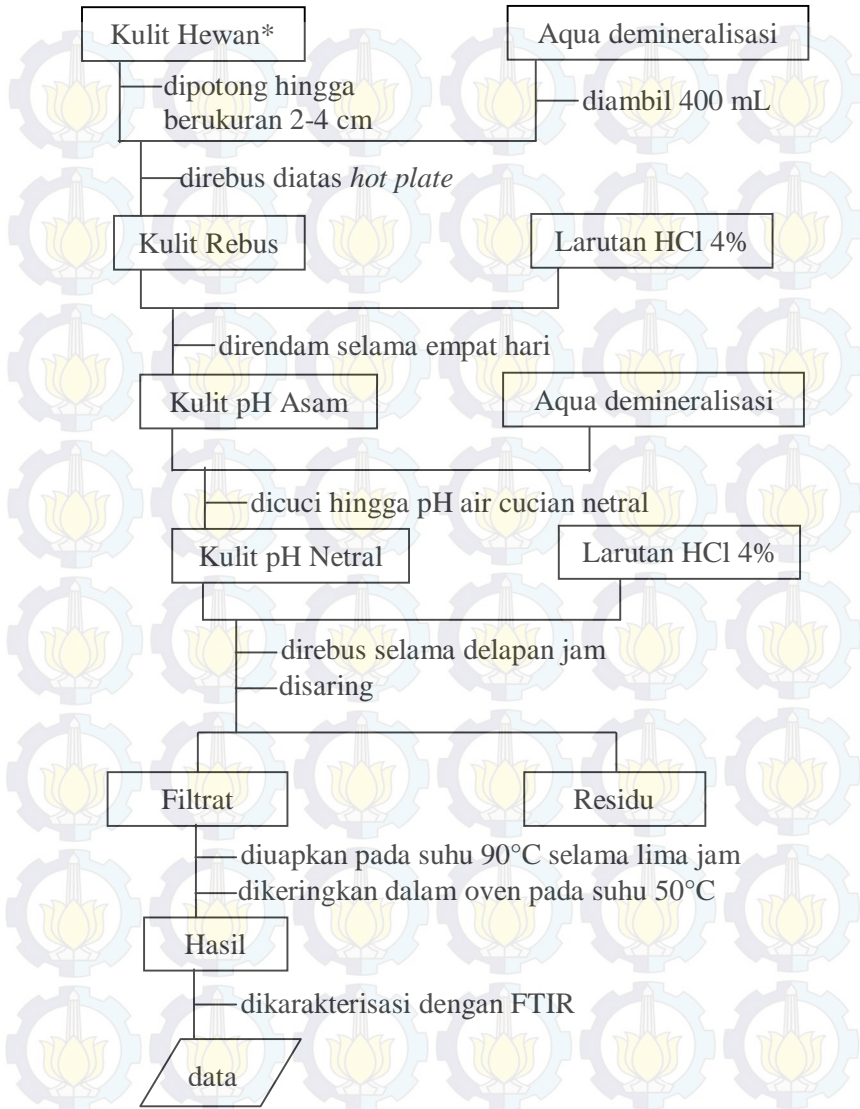 Kulit Hewan*
Aqua demineralisasi
dipotong hingga
berukuran 2-4 cm
diambil 400 mL
direbus diatas hot plate
Kulit Rebus
Larutan HCl 4%
direndam selama empat hari
Kulit pH Asam
Aqua demineralisasi
dicuci hingga pH air cucian netral
Kulit pH Netral
Larutan HCl 4%
direbus selama delapan jam
disaring
Filtrat
Residu
diuapkan pada suhu 90°C selama lima jam
dikeringkan dalam oven pada suhu 50°C
Hasil
dikarakterisasi dengan FTIR
data